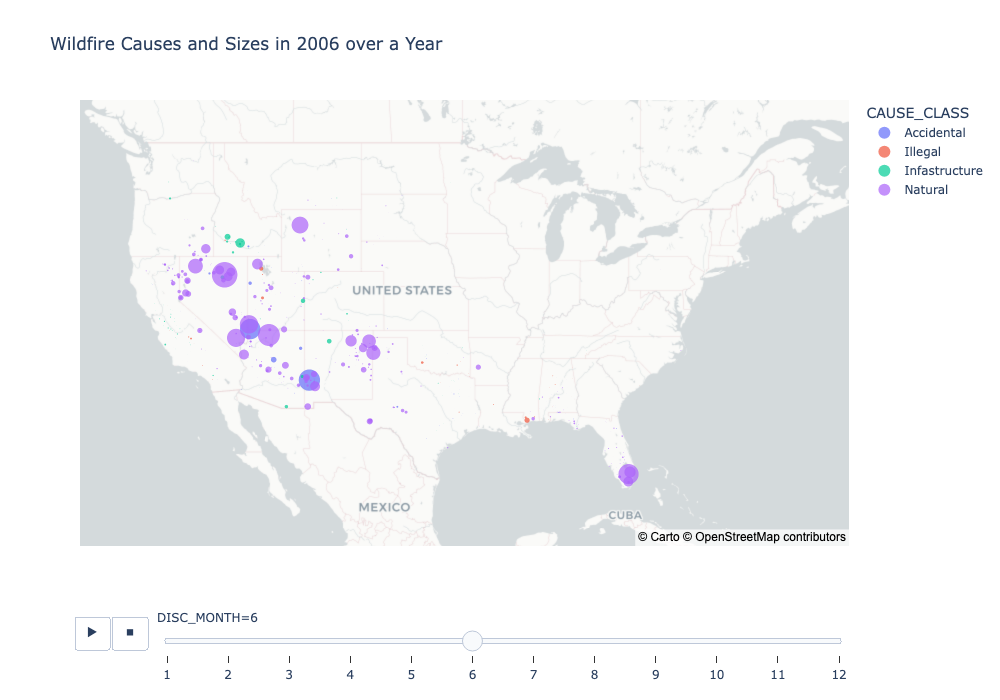 Wildfire Causes and Sizes in 2006 over a Year
CAUSE_CLASS
Accidental
Illegal
Infastructure
Natural
UNITED STATES
MEXICO
CUBA
© Carto © OpenStreetMap contributors
DISC_MONTH=6
1 2 3 4 5 6 7 8 9 10 11 12